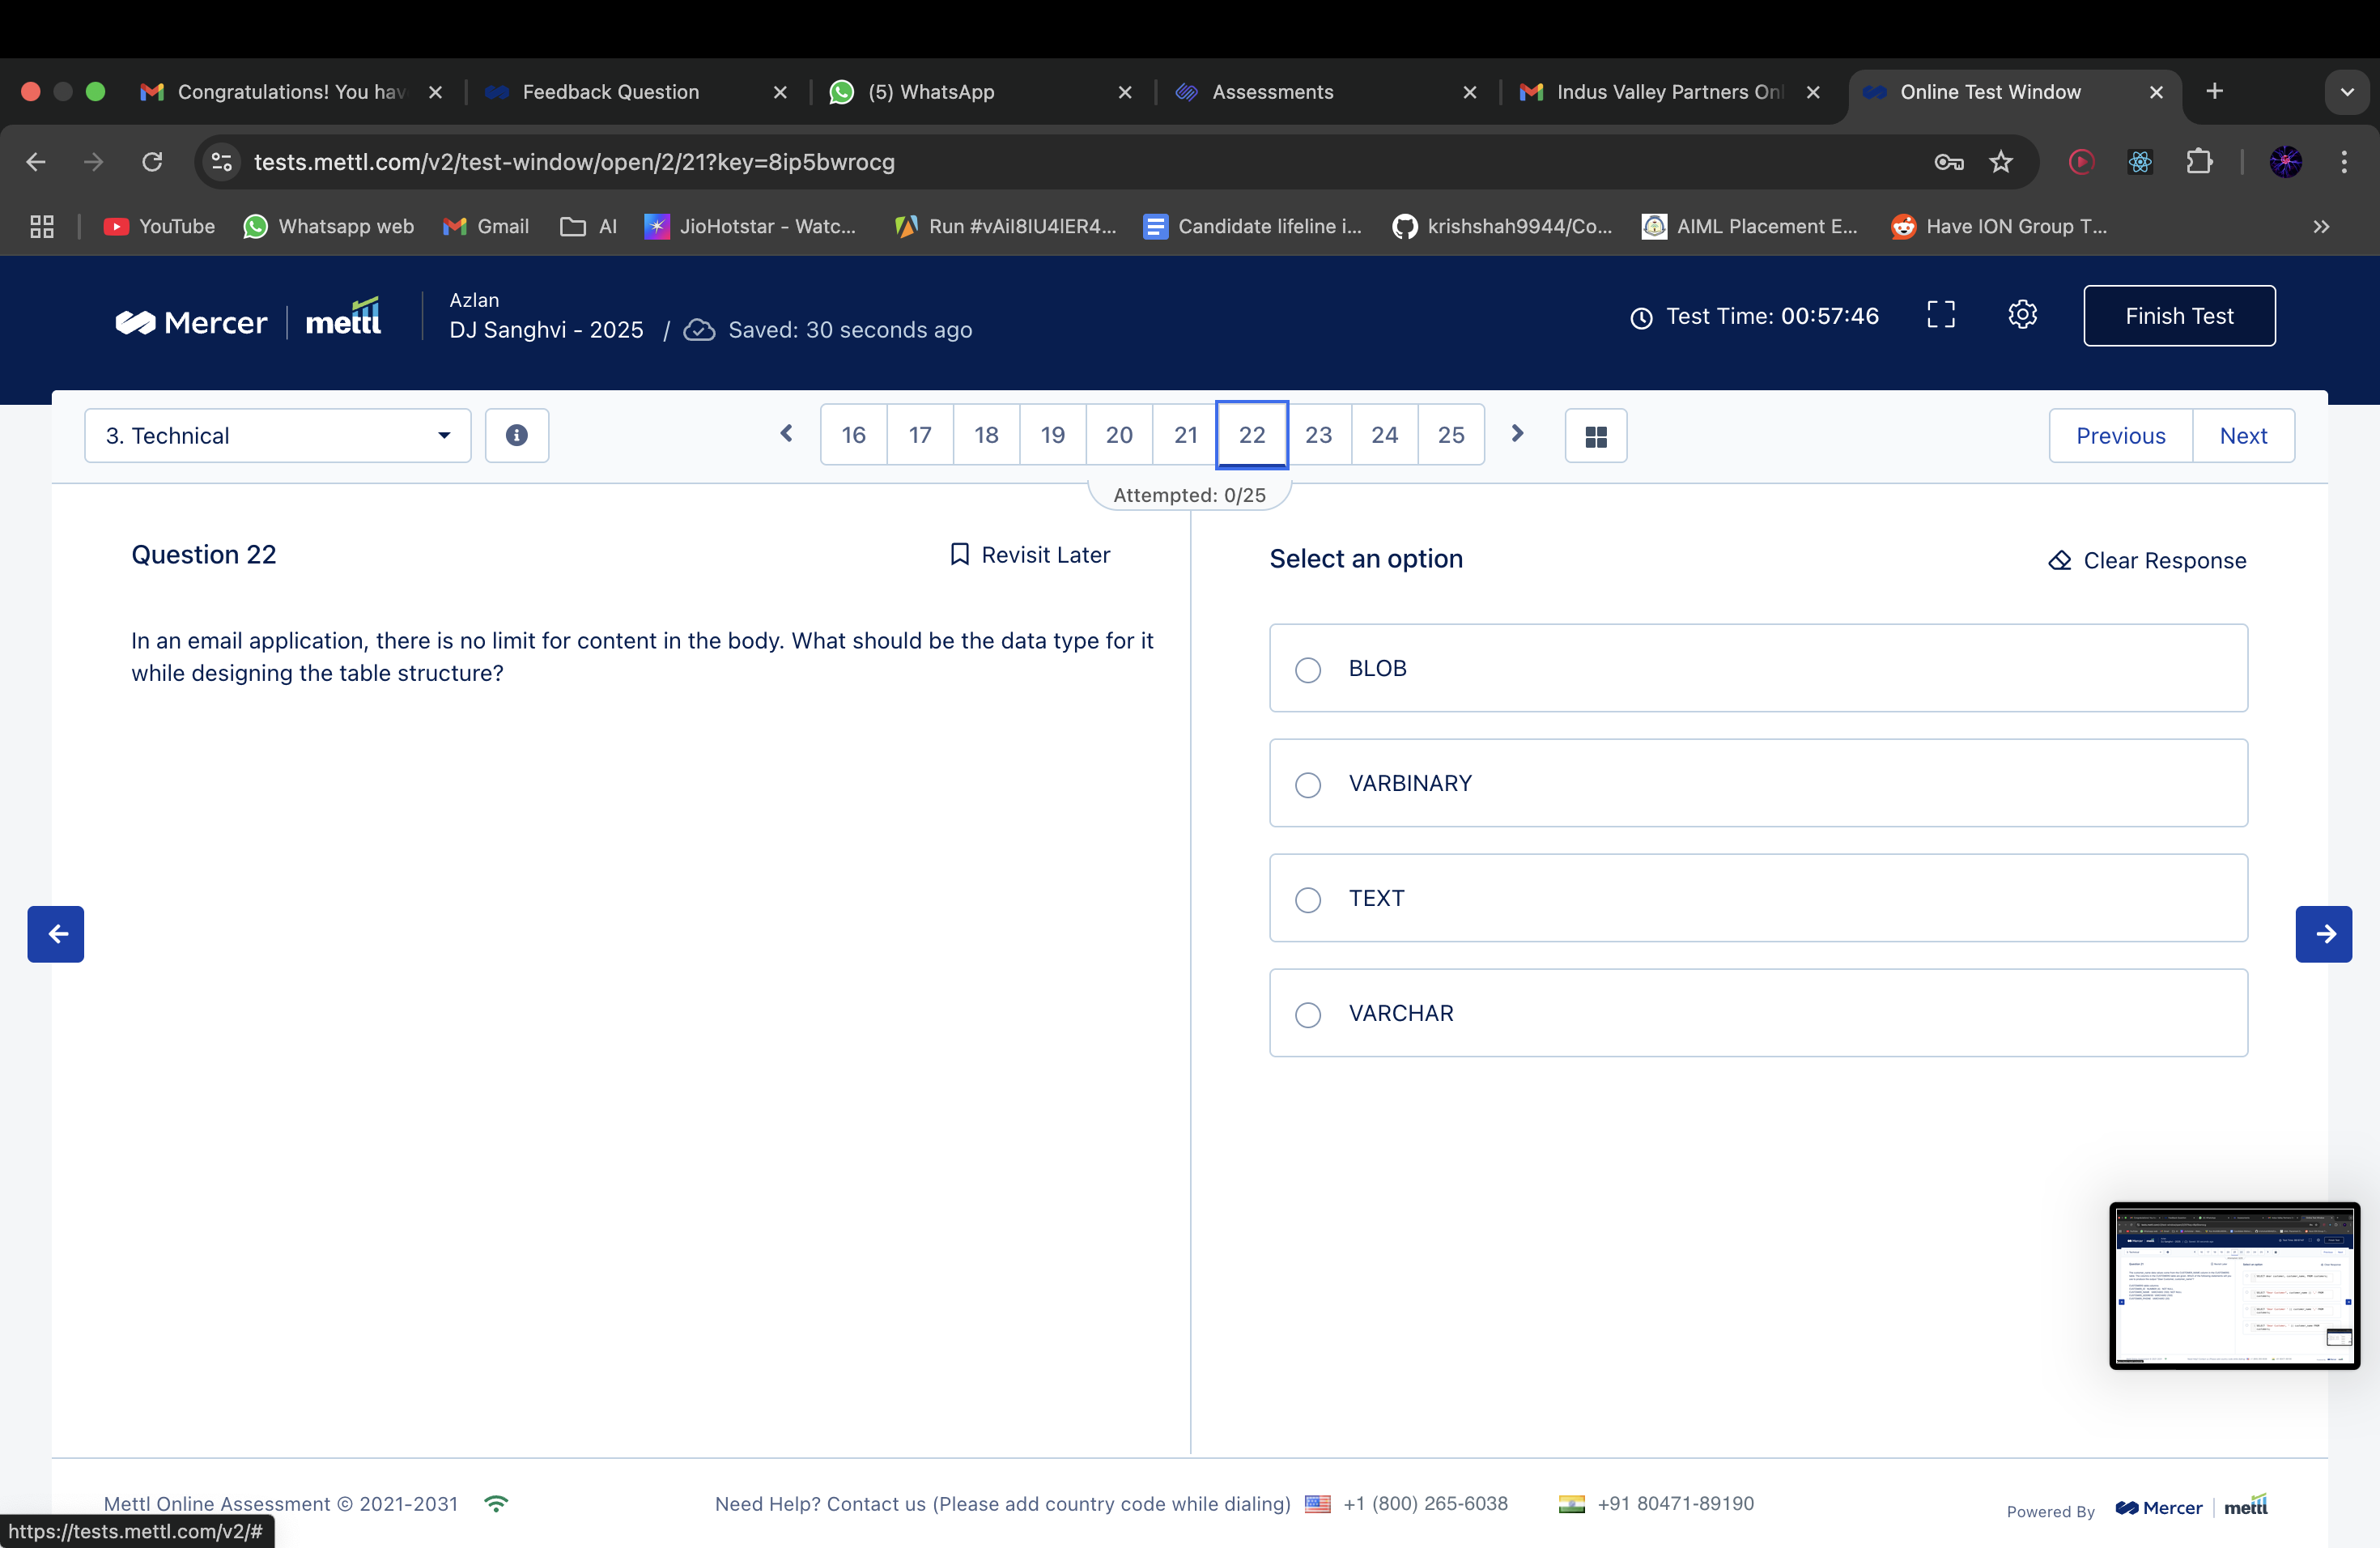 Congratulations! You hav
Feedback Question
(5) WhatsApp
Assessments
Indus Valley Partners Onl
Online Test Window
tests.mettl.com/v2/test-window/open/2/21?key=8ip5bwrocg
YouTube
Whatsapp web
Gmail
AI
JioHotstar - Watc...
Run #vAil8IU4lER4...
Candidate lifeline i...
krishshah9944/Co...
AIML Placement E...
Have ION Group T...
Mercer | mettl
Azlan
DJ Sanghvi - 2025 / Saved: 30 seconds ago
Test Time: 00:57:46
Finish Test
3. Technical
16 17 18 19 20 21 22 23 24 25
Previous
Next
Attempted: 0/25
Question 22
Revisit Later
In an email application, there is no limit for content in the body. What should be the data type for it
while designing the table structure?
Select an option
Clear Response
BLOB
VARBINARY
TEXT
VARCHAR
Mettl Online Assessment © 2021-2031
Need Help? Contact us (Please add country code while dialing) +1 (800) 265-6038 +91 80471-89190
Powered By Mercer | mettl
https://tests.mettl.com/v2/#